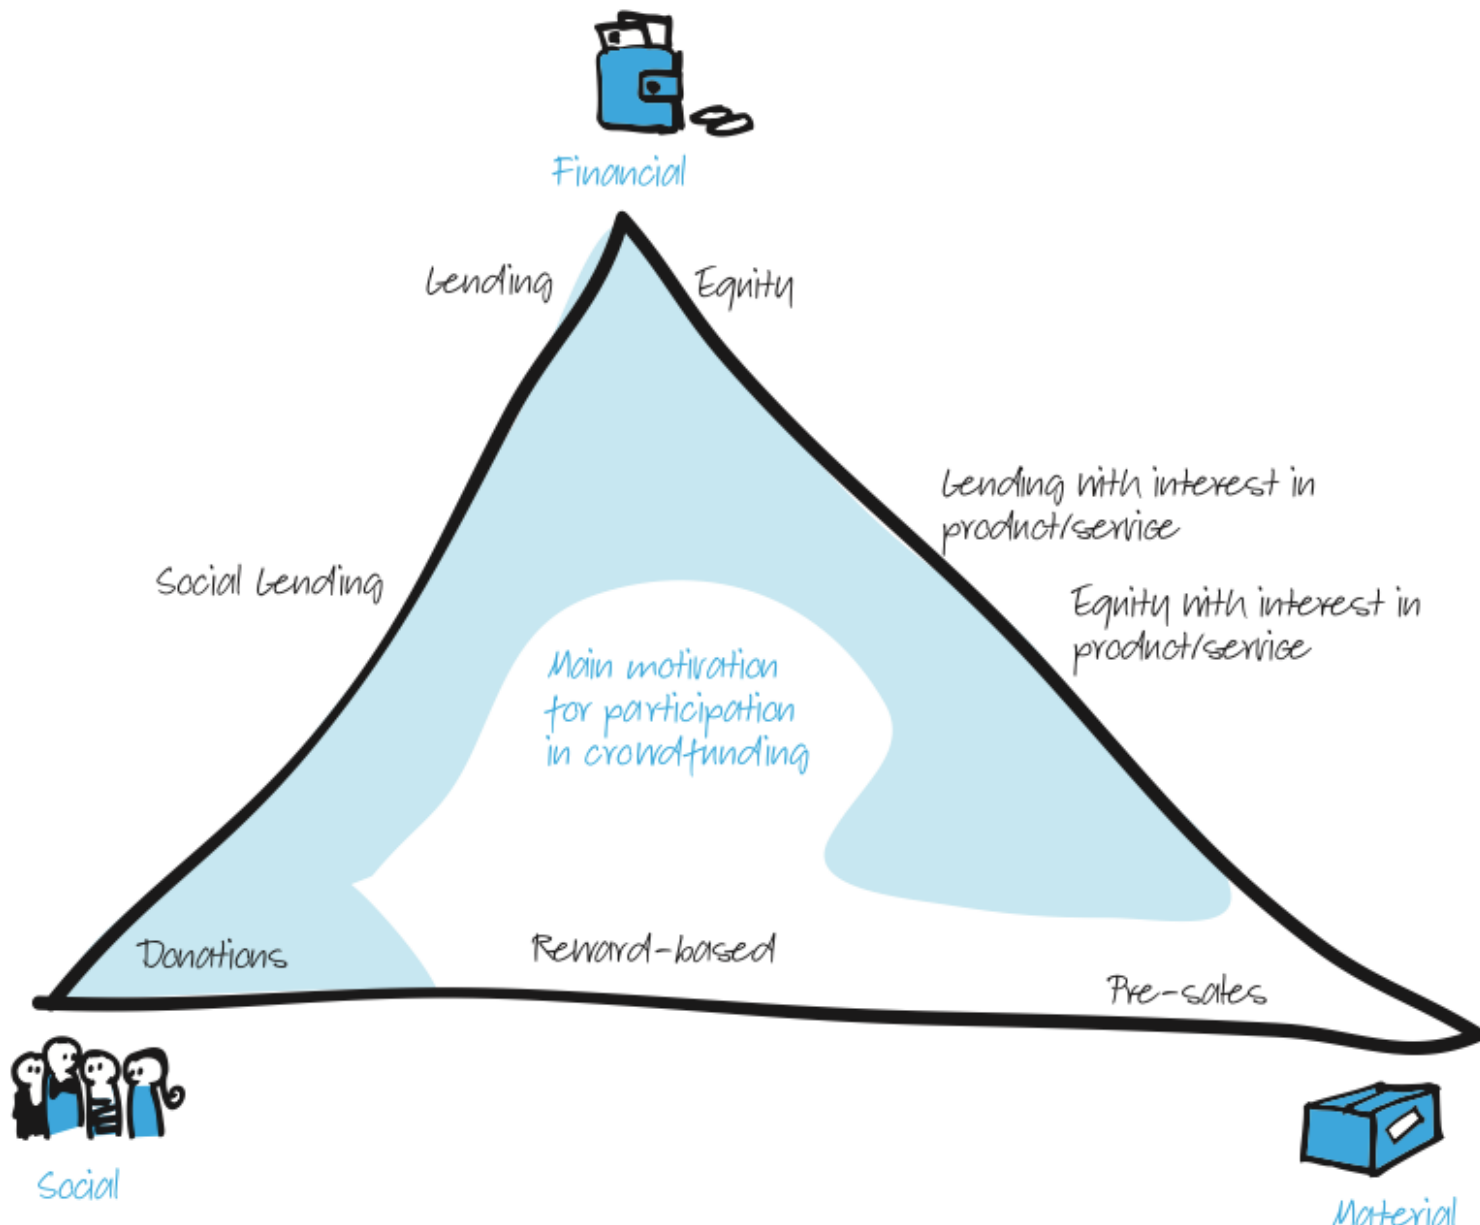 Financial
Lending
Equity
Lending with interest in
product/service
Social Lending
Equity with interest in
product/service
Main motivation
for participation
in crowdfunding
Donations
Reward-based
Pre-sales
Social
Material